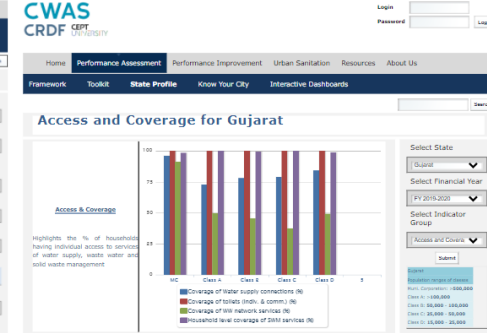 CWAS
CRDF CEPT UNIVERSITY
Login
Password
Home Performance Assessment Performance Improvement Urban Sanitation Resources About Us
Framework Toolkit State Profile Know Your City Interactive Dashboards
Access and Coverage for Gujarat
Access & Coverage
Highlights the % of households
having individual access to services
of water supply, waste water and
solid waste management
100
75
50
25
0
MC Class A Class B Class C Class D 5
Coverage of Water supply connections (%)
Coverage of toilets (indiv. & comm.) (%)
Coverage of WW network services (%)
Household level coverage of SWM services (%)
Select State
Gujarat
Select Financial Year
FY 2019-2020
Select Indicator
Group
Access and Covera
Submit
Gujarat
Population ranges of classes
Muni. Corporation: >300,000
Class A: >100,000
Class B: 50,000 - 100,000
Class C: 20,000 - 50,000
Class D: 15,000 - 25,000